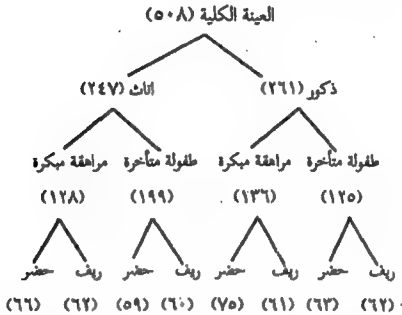 العينة الكلية (٥٠٨)
ذكور (٢٦١) اناث (٢٤٧)
طفولة متأخرة مراهقة مبكرة طفولة متأخرة مراهقة مبكرة
(١٢٥) (١٣٦) (١٩٩) (١٢٨)
ريف حضر ريف حضر ريف حضر ريف حضر
(٦٢) (٦٣) (٦١) (٧٥) (٦٠) (٥٩) (٦٢) (٦٦)